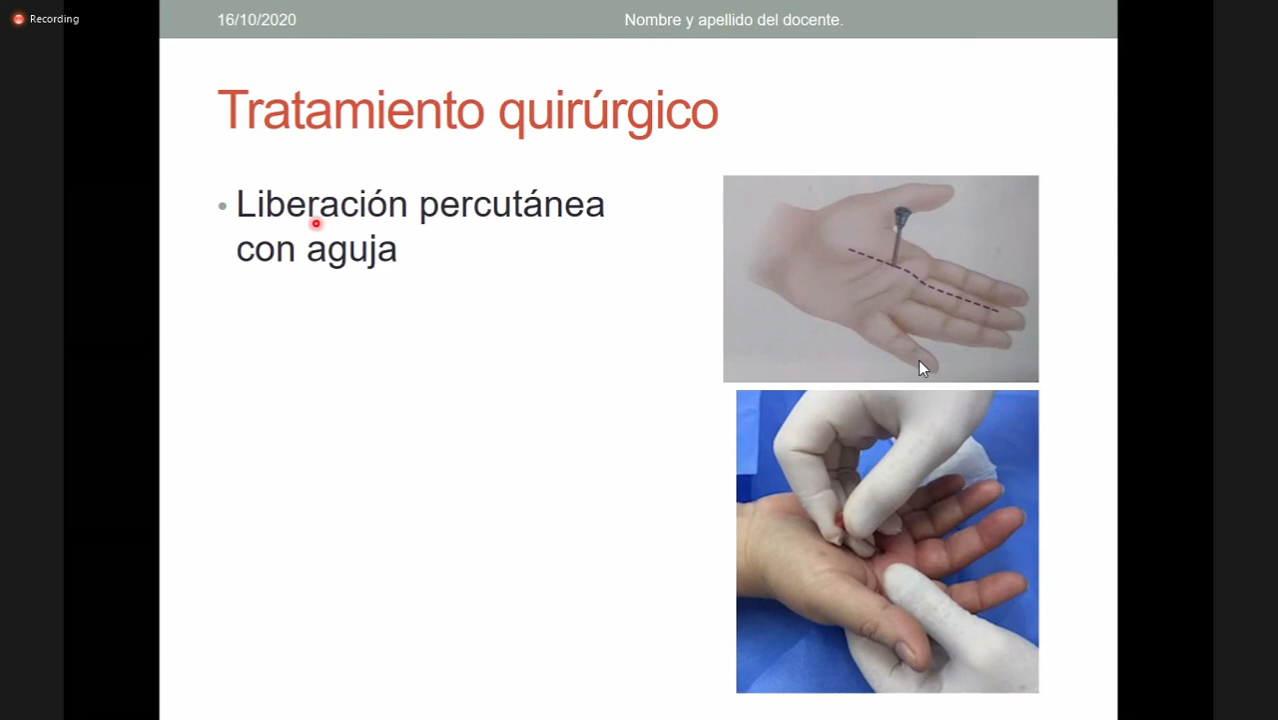 Recording
16/10/2020
Nombre y apellido del docente.
Tratamiento quirúrgico
• Liberación percutánea
con aguja